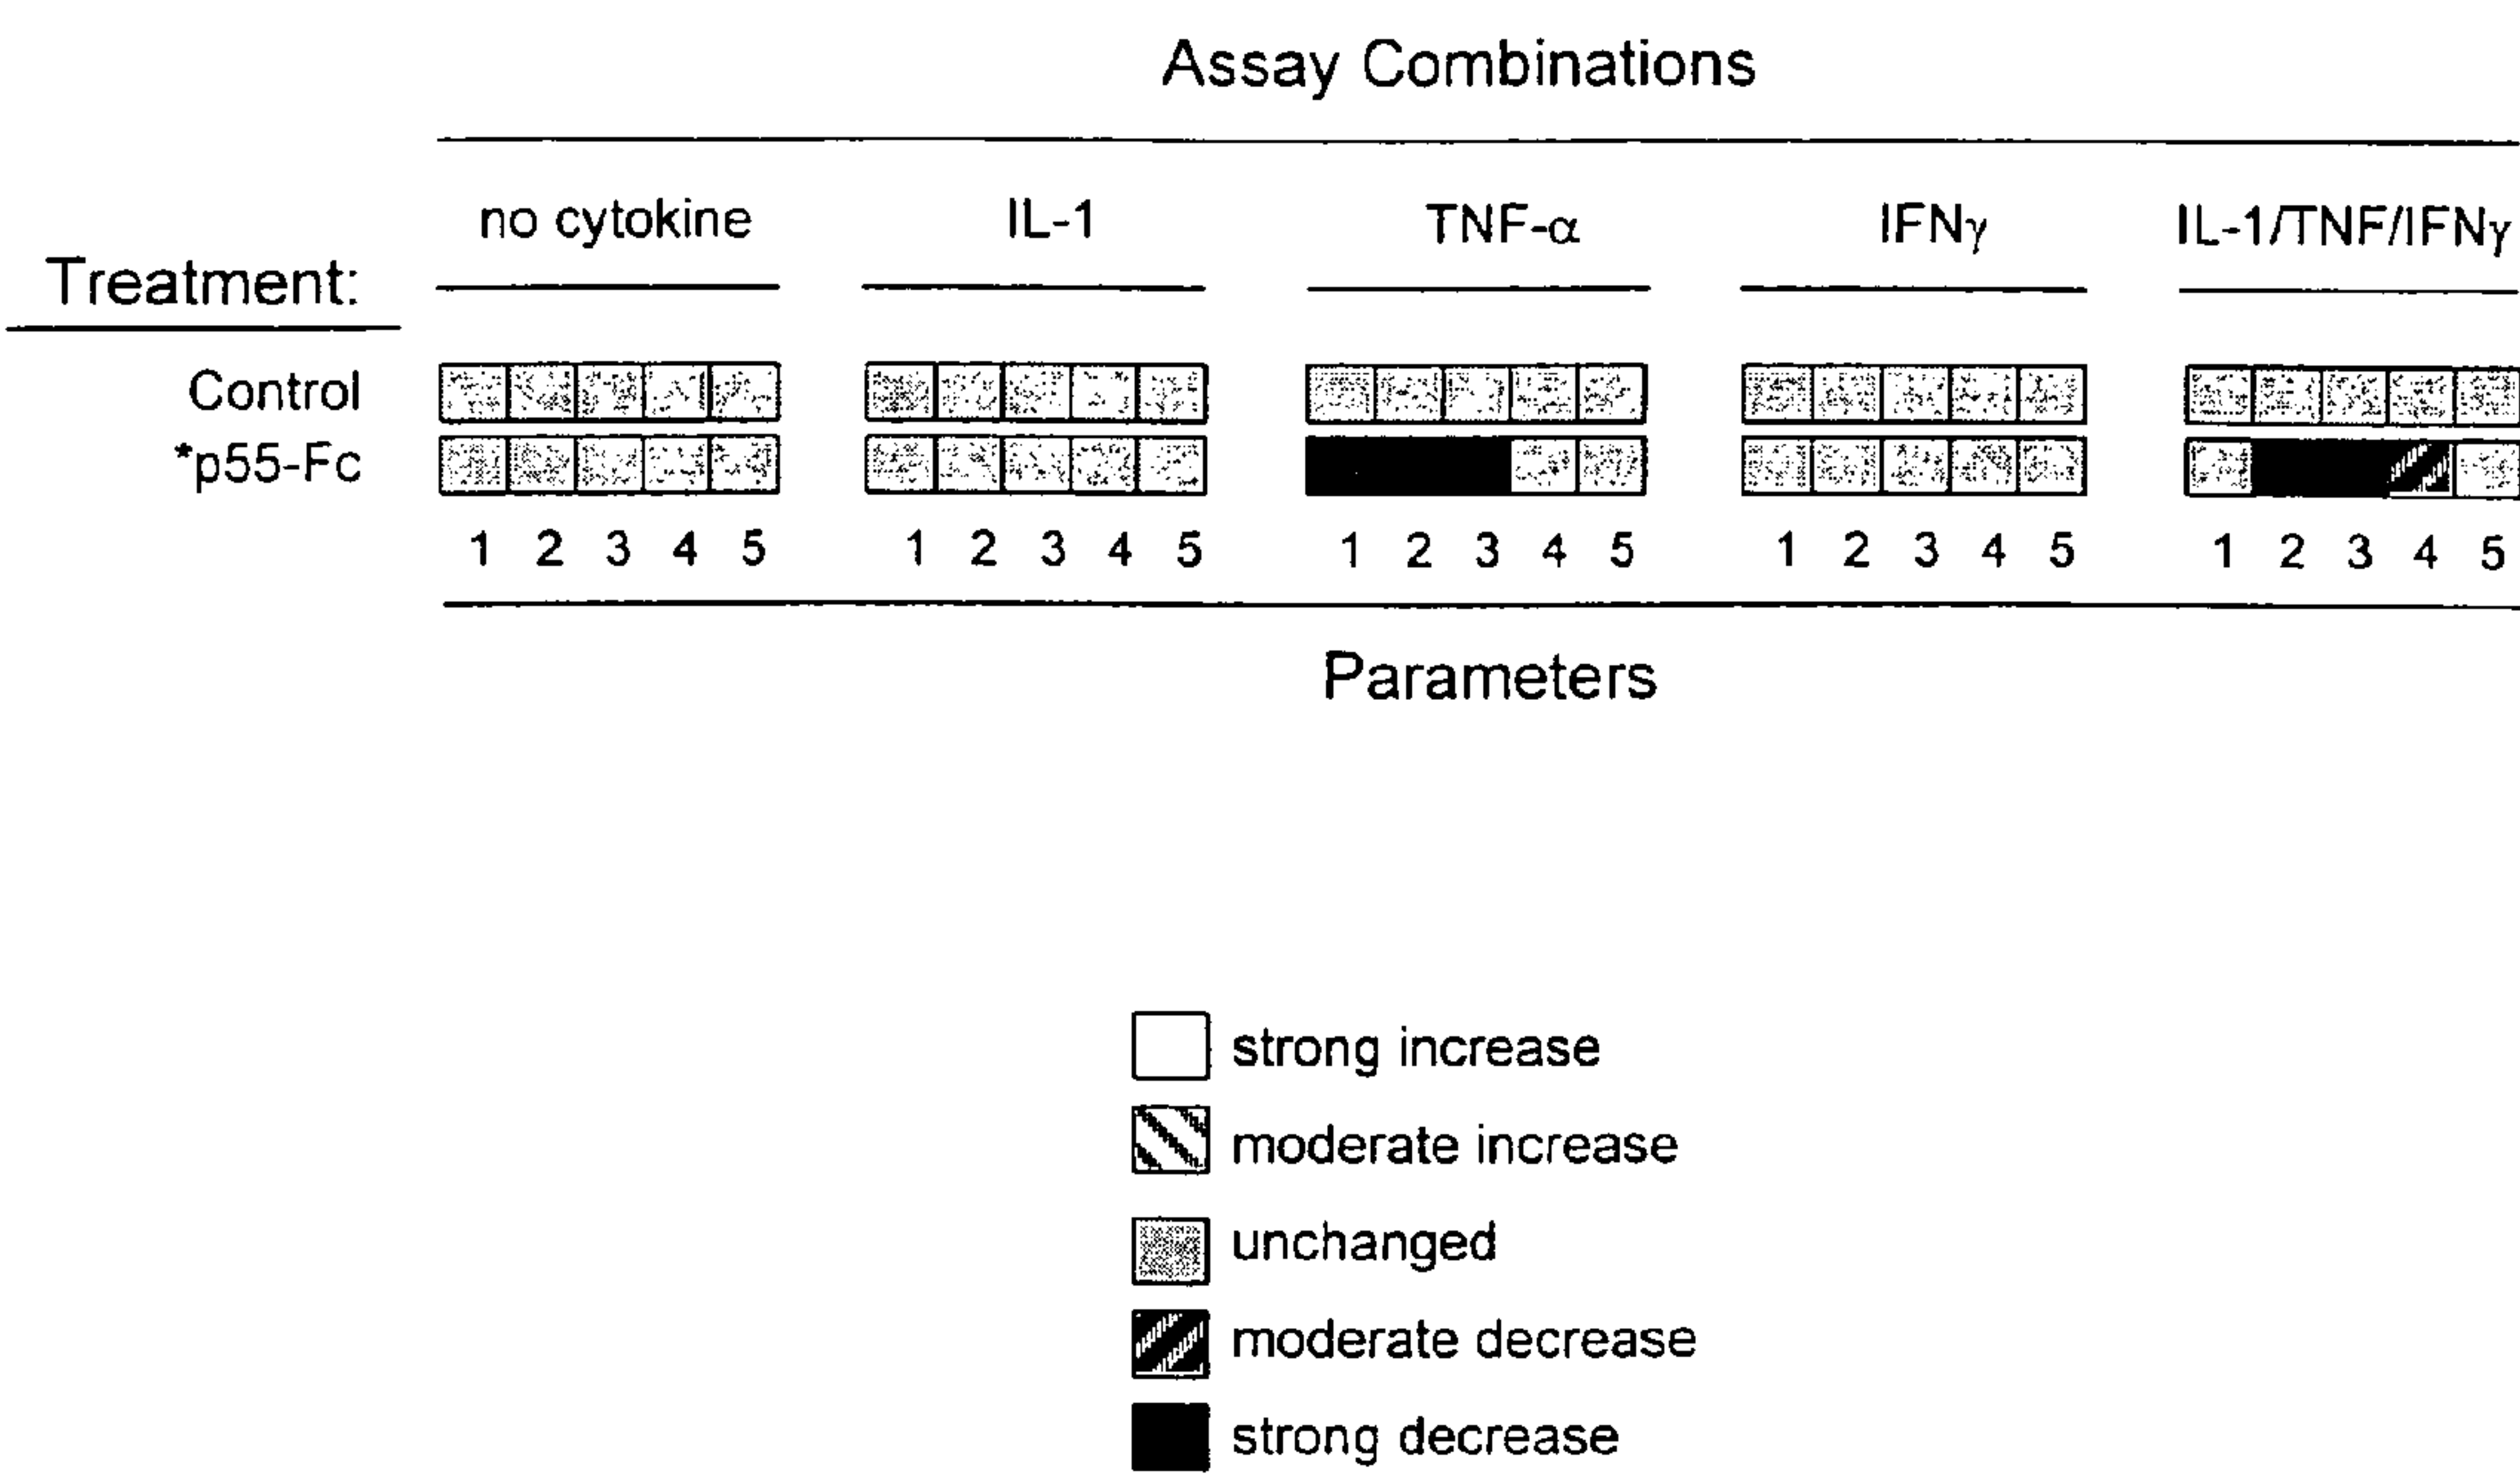 Assay Combinations
no cytokine IL-1 TNF-α IFNγ IL-1/TNF/IFNγ
Treatment:
Control
*p55-Fc
1 2 3 4 5 1 2 3 4 5 1 2 3 4 5 1 2 3 4 5 1 2 3 4 5
Parameters
strong increase
moderate increase
unchanged
moderate decrease
strong decrease